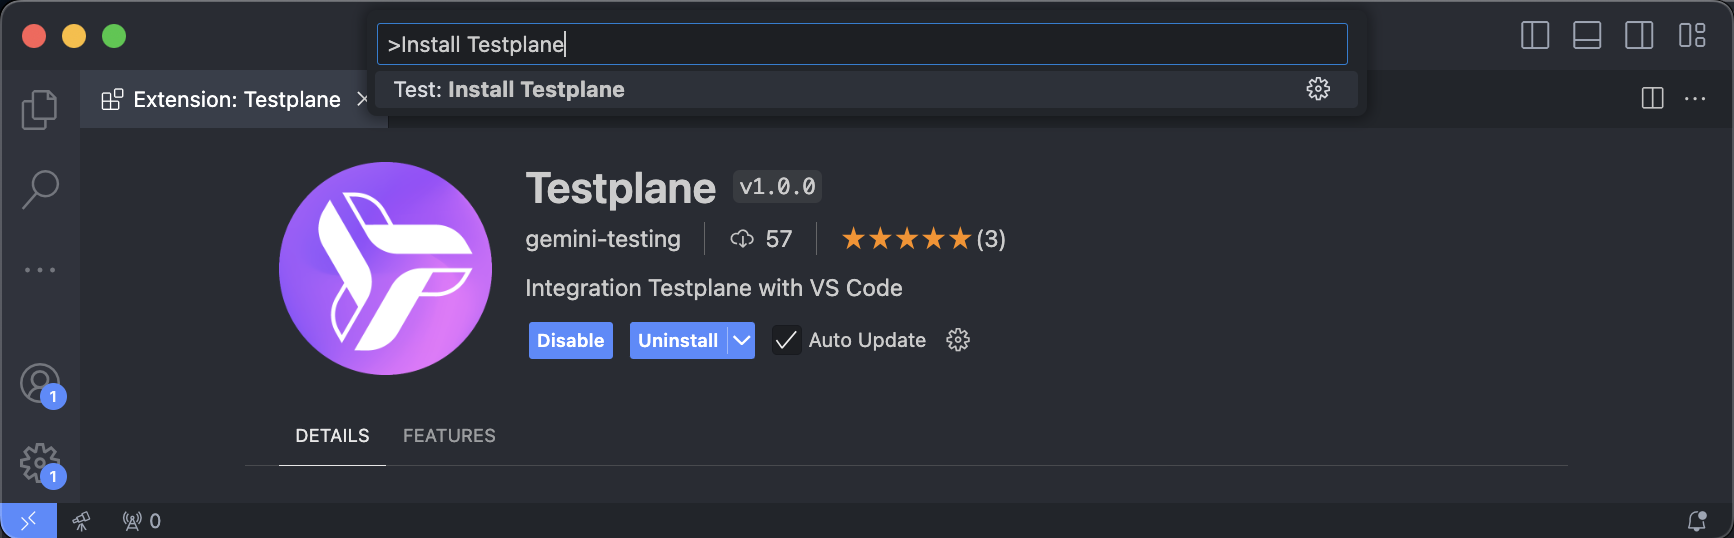 >Install Testplane
Test: Install Testplane
Extension: Testplane
Testplane v1.0.0
gemini-testing 57 (3)
Integration Testplane with VS Code
Disable Uninstall Auto Update
1
DETAILS FEATURES
1
0